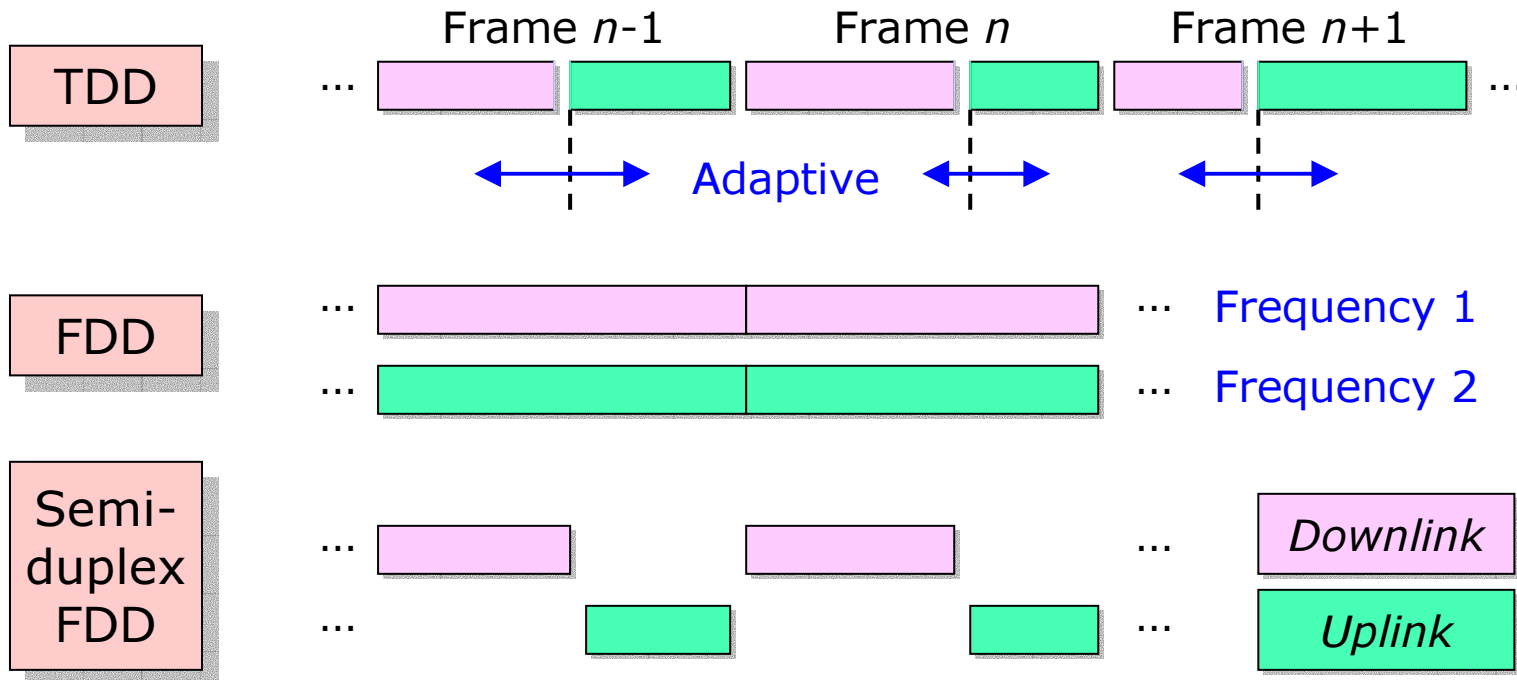 Frame n-1
Frame n
Frame n+1
TDD
...
...
Adaptive
FDD
...
... Frequency 1
...
... Frequency 2
Semi-
duplex
FDD
...
...
Downlink
...
...
Uplink